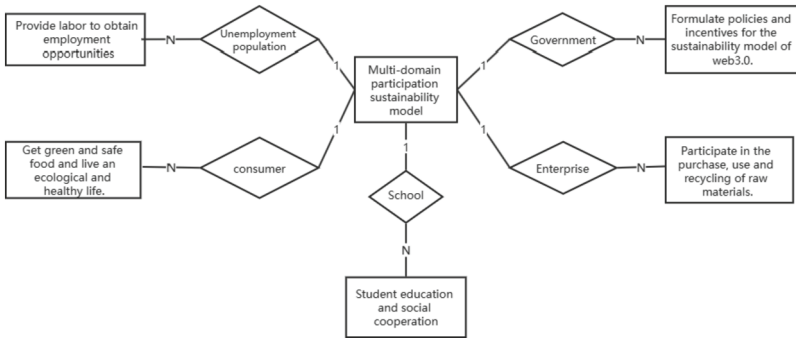 Provide labor to obtain
employment
opportunities
N
Unemployment
population
1
Multi-domain
participation
sustainability
model
1
Government
N
Formulate policies and
incentives for the
sustainability model of
web3.0.
Get green and safe
food and live an
ecological and
healthy life.
N
consumer
1
1
School
N
Student education
and social
cooperation
1
Enterprise
N
Participate in the
purchase, use and
recycling of raw
materials.